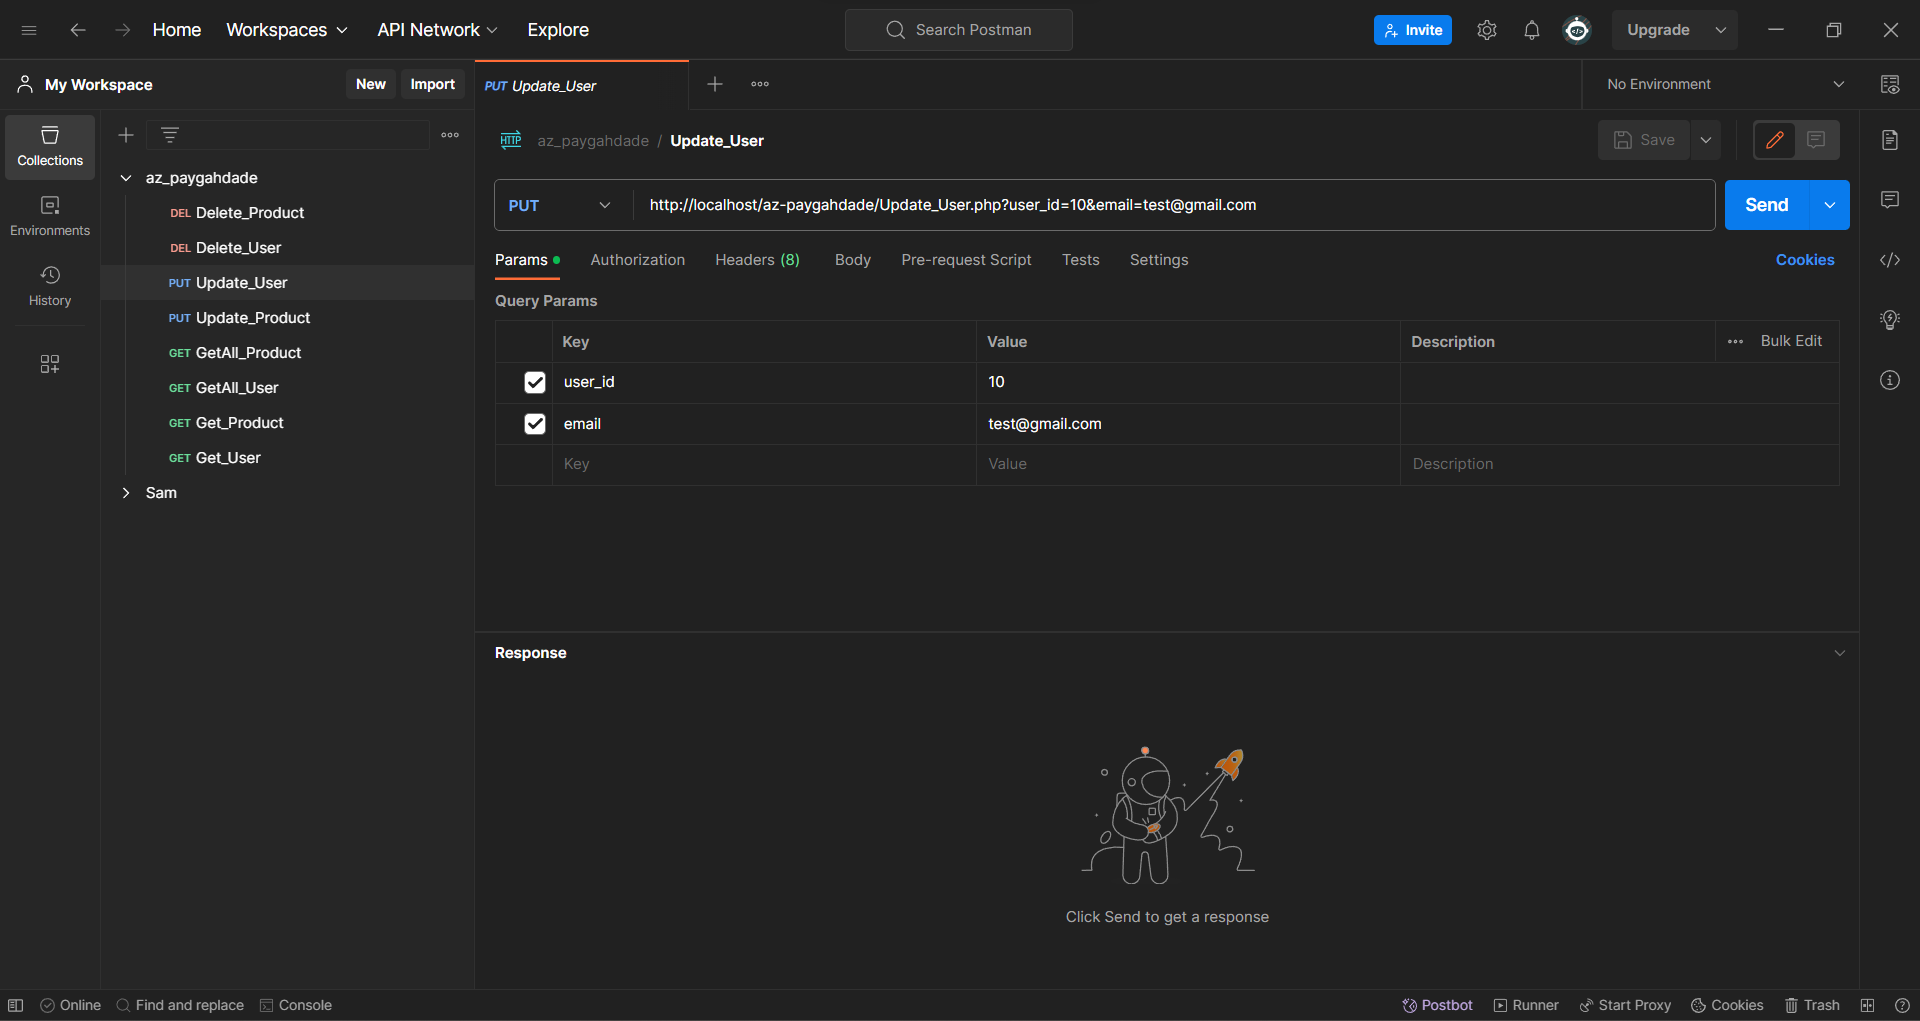 Home Workspaces API Network Explore Search Postman Invite Upgrade
My Workspace New Import PUT Update_User No Environment
Collections
Environments
History
az_paygahdade
DEL Delete_Product
DEL Delete_User
PUT Update_User
PUT Update_Product
GET GetAll_Product
GET GetAll_User
GET Get_Product
GET Get_User
Sam
HTTP az_paygahdade / Update_User Save
PUT http://localhost/az-paygahdade/Update_User.php?user_id=10&email=test@gmail.com Send
Params Authorization Headers (8) Body Pre-request Script Tests Settings Cookies
Query Params
Key Value Description Bulk Edit
user_id 10
email test@gmail.com
Key Value Description
Response
Click Send to get a response
Online Find and replace Console Postbot Runner Start Proxy Cookies Trash